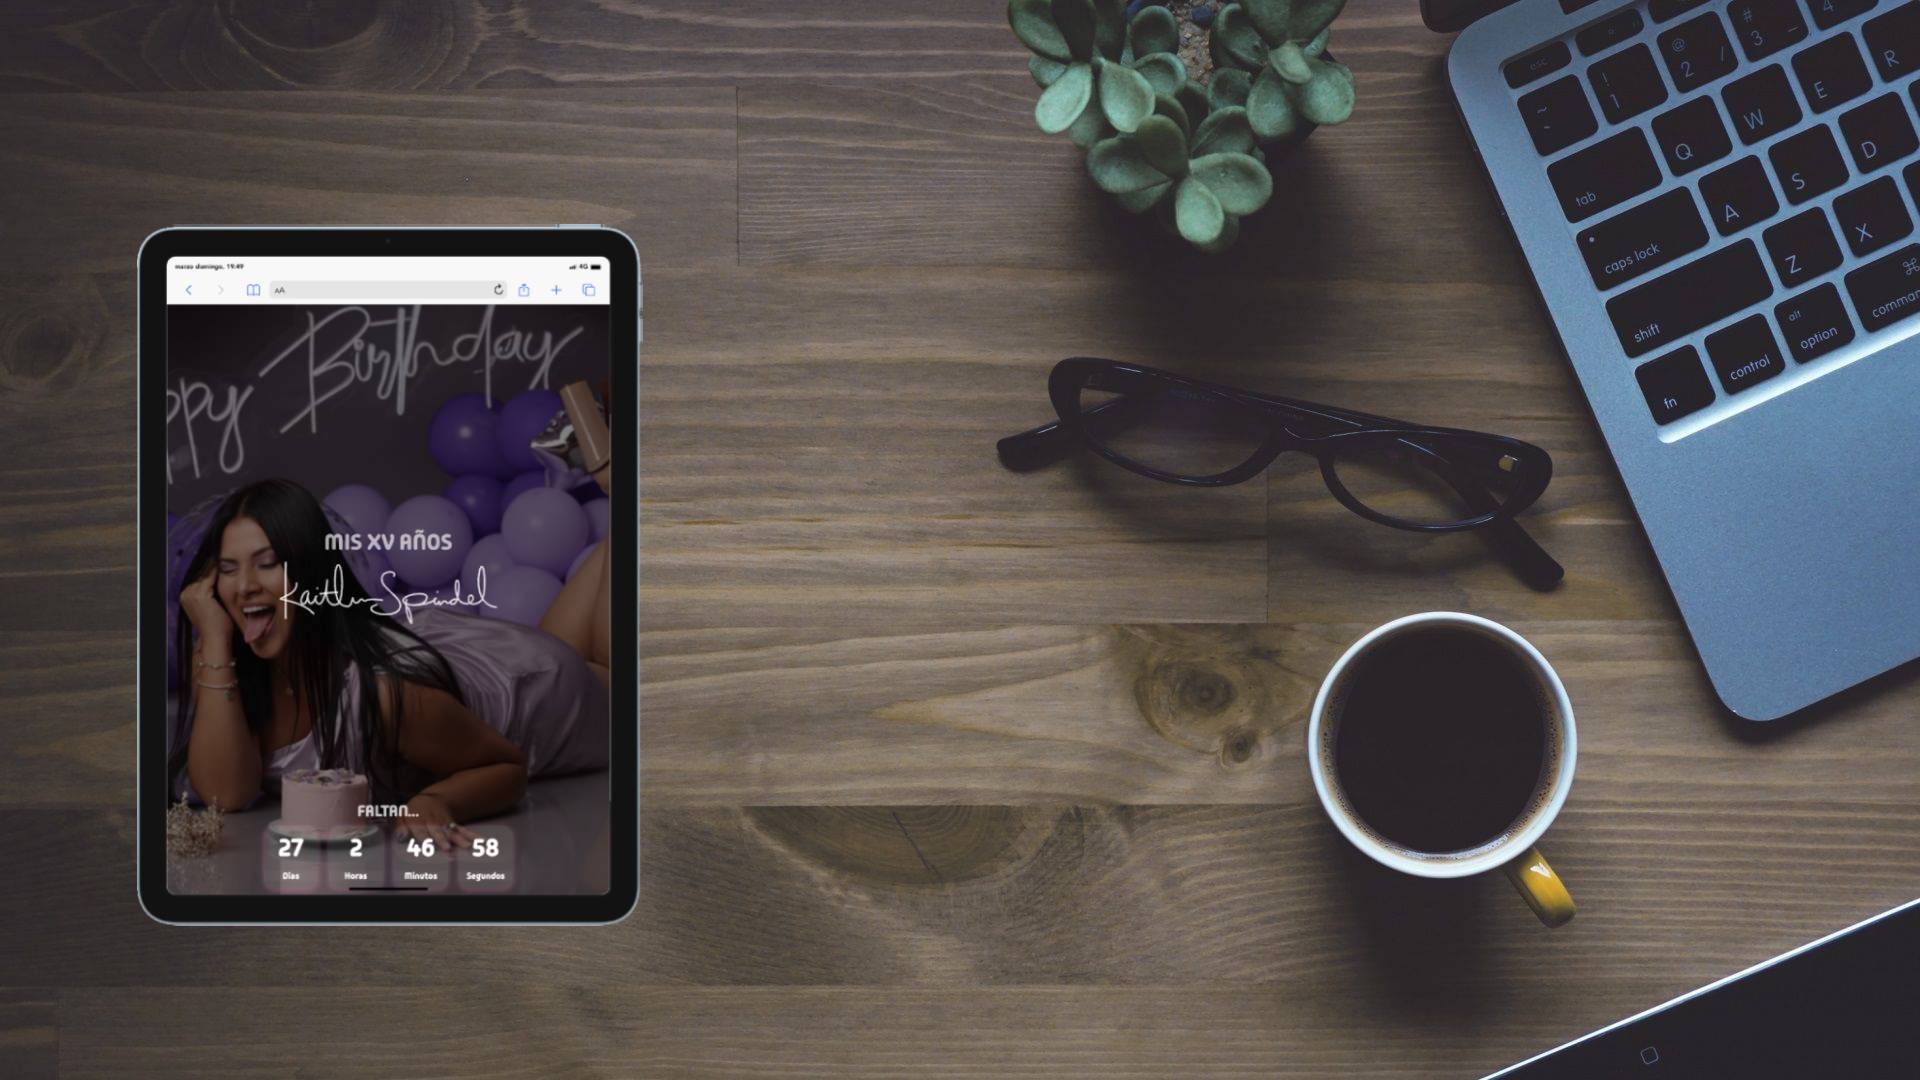 marzo domingo, 19:49
4G
AA
ppy Birthday
MIS XV AÑOS
Kaitlin Spindel
FALTAN...
27 2 46 58
Días Horas Minutos Segundos
esc
~ ! 1 @ 2 / # 3 _ 4
tab Q W E R
caps lock A S D
shift Z X
fn control alt option ⌘ comman